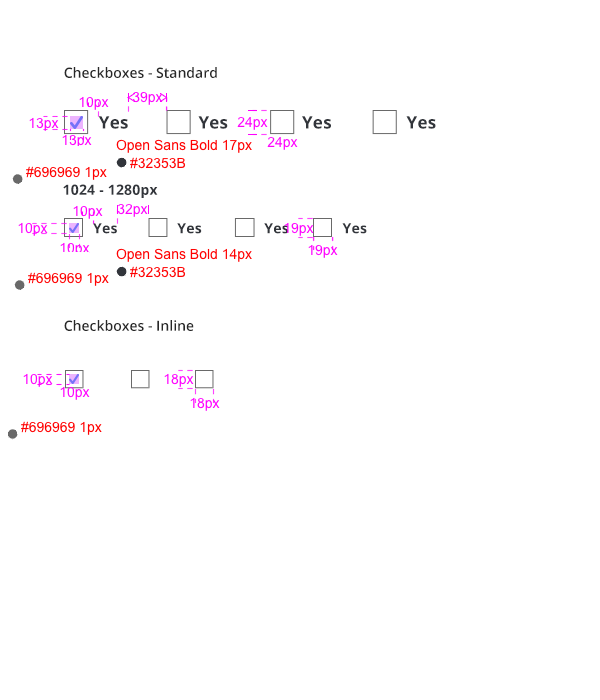 Checkboxes - Standard
10px 39px
13px Yes Yes 24px Yes Yes
13px 24px
Open Sans Bold 17px
#32353B
#696969 1px
1024 - 1280px
10px 32px
10px Yes Yes Yes 19px Yes
10px 19px
Open Sans Bold 14px
#32353B
#696969 1px
Checkboxes - Inline
10px 18px
10px 18px
#696969 1px